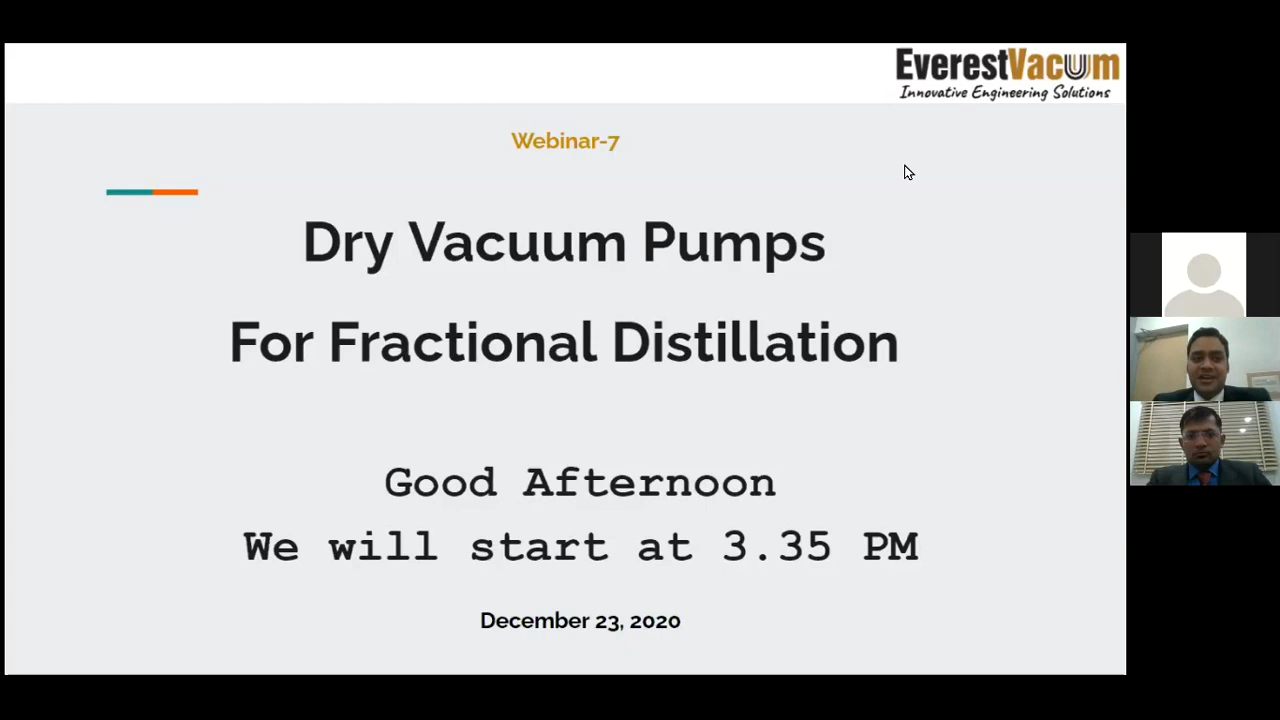 EverestVacuum
Innovative Engineering Solutions
Webinar-7
Dry Vacuum Pumps
For Fractional Distillation
Good Afternoon
We will start at 3.35 PM
December 23, 2020